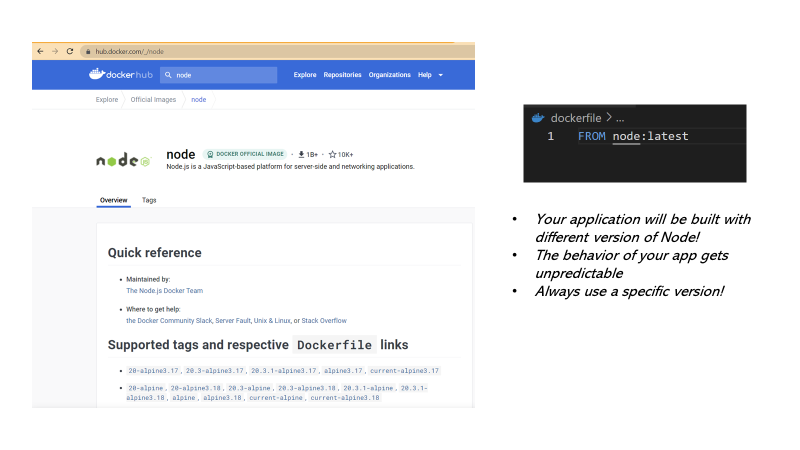 hub.docker.com/_/node
dockerhub
node
Explore Repositories Organizations Help
Explore Official Images node
node
node DOCKER OFFICIAL IMAGE · 1B+ · 10K+
Node.js is a JavaScript-based platform for server-side and networking applications.
Overview Tags
Quick reference
• Maintained by:
The Node.js Docker Team
• Where to get help:
the Docker Community Slack, Server Fault, Unix & Linux, or Stack Overflow
Supported tags and respective Dockerfile links
• 20-alpine3.17, 20.3-alpine3.17, 20.3.1-alpine3.17, alpine3.17, current-alpine3.17
• 20-alpine, 20-alpine3.18, 20.3-alpine, 20.3-alpine3.18, 20.3.1-alpine, 20.3.1-
alpine3.18, alpine, alpine3.18, current-alpine, current-alpine3.18
dockerfile > ...
1 FROM node:latest
• Your application will be built with
different version of Node!
• The behavior of your app gets
unpredictable
• Always use a specific version!